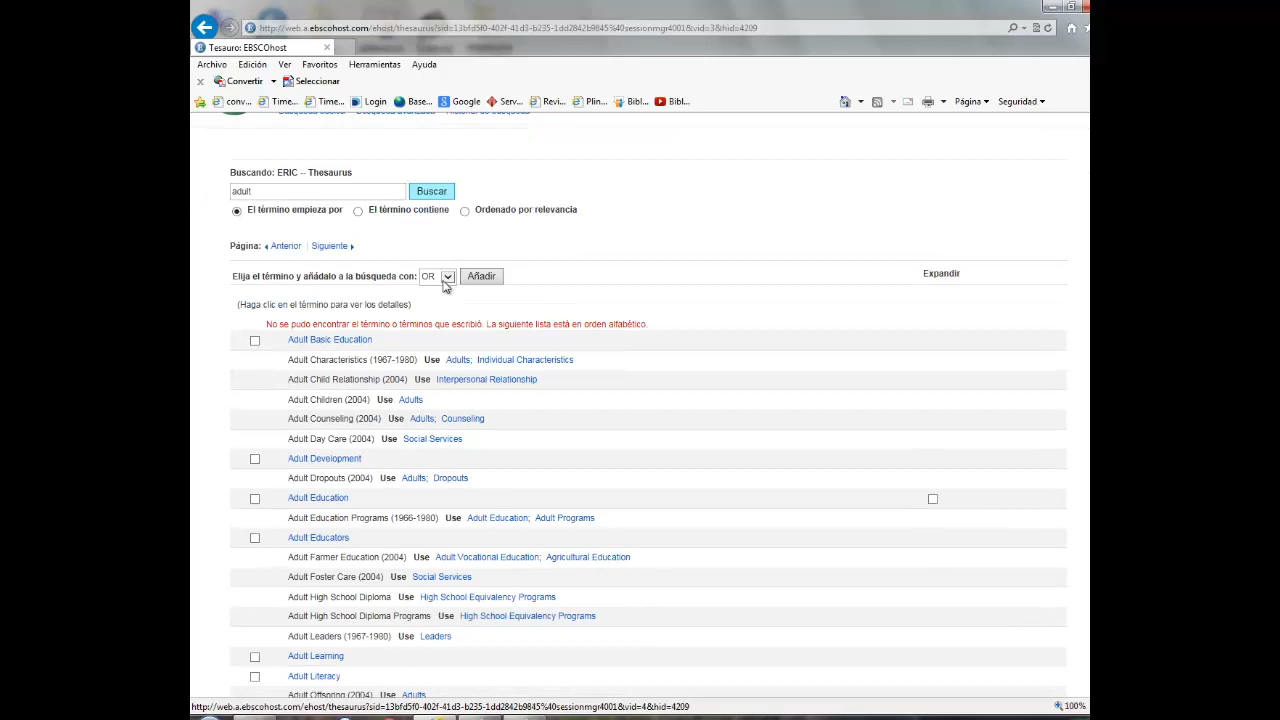 http://web.a.ebscohost.com/ehost/thesaurus?sid=13bfd5f0-402f-41d3-b235-1dd2842b9845%40sessionmgr4001&vid=3&hid=4209
Tesauro: EBSCOhost
Archivo Edición Ver Favoritos Herramientas Ayuda
Convertir Seleccionar
conv... Time... Time... Login Base... Google Serv... Revi... Plin... Bibl... Bibl... Página Seguridad
Buscando: ERIC -- Thesaurus
adult Buscar
El término empieza por El término contiene Ordenado por relevancia
Página: Anterior | Siguiente
Elija el término y añádalo a la búsqueda con: OR Añadir Expandir
(Haga clic en el término para ver los detalles)
No se pudo encontrar el término o términos que escribió. La siguiente lista está en orden alfabético.
Adult Basic Education
Adult Characteristics (1967-1980) Use Adults; Individual Characteristics
Adult Child Relationship (2004) Use Interpersonal Relationship
Adult Children (2004) Use Adults
Adult Counseling (2004) Use Adults; Counseling
Adult Day Care (2004) Use Social Services
Adult Development
Adult Dropouts (2004) Use Adults; Dropouts
Adult Education
Adult Education Programs (1966-1980) Use Adult Education; Adult Programs
Adult Educators
Adult Farmer Education (2004) Use Adult Vocational Education; Agricultural Education
Adult Foster Care (2004) Use Social Services
Adult High School Diploma Use High School Equivalency Programs
Adult High School Diploma Programs Use High School Equivalency Programs
Adult Leaders (1967-1980) Use Leaders
Adult Learning
Adult Literacy
Adult Offspring (2004) Use Adults
http://web.a.ebscohost.com/ehost/thesaurus?sid=13bfd5f0-402f-41d3-b235-1dd2842b9845%40sessionmgr4001&vid=4&hid=4209 100%